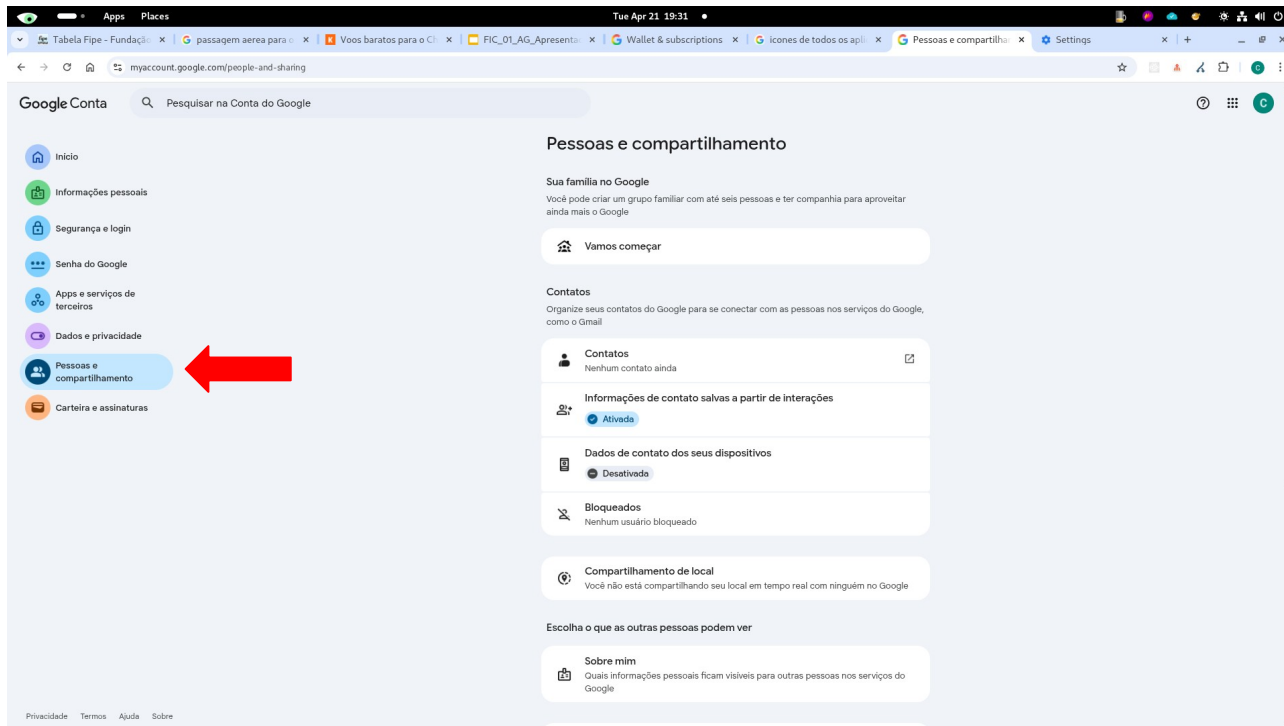 Apps Places Tue Apr 21 19:31
Tabela Fipe - Fundação
passagem aerea para o
Voos baratos para o Ch
FIC_01_AG_Apresenta
Wallet & subscriptions
icones de todos os apli
Pessoas e compartilha
Settings
myaccount.google.com/people-and-sharing
Google Conta
Pesquisar na Conta do Google
C
Início
Informações pessoais
Segurança e login
Senha do Google
Apps e serviços de
terceiros
Dados e privacidade
Pessoas e
compartilhamento
Carteira e assinaturas
Pessoas e compartilhamento
Sua família no Google
Você pode criar um grupo familiar com até seis pessoas e ter companhia para aproveitar
ainda mais o Google
Vamos começar
Contatos
Organize seus contatos do Google para se conectar com as pessoas nos serviços do Google,
como o Gmail
Contatos
Nenhum contato ainda
Informações de contato salvas a partir de interações
Ativada
Dados de contato dos seus dispositivos
Desativada
Bloqueados
Nenhum usuário bloqueado
Compartilhamento de local
Você não está compartilhando seu local em tempo real com ninguém no Google
Escolha o que as outras pessoas podem ver
Sobre mim
Quais informações pessoais ficam visíveis para outras pessoas nos serviços do
Google
Privacidade Termos Ajuda Sobre